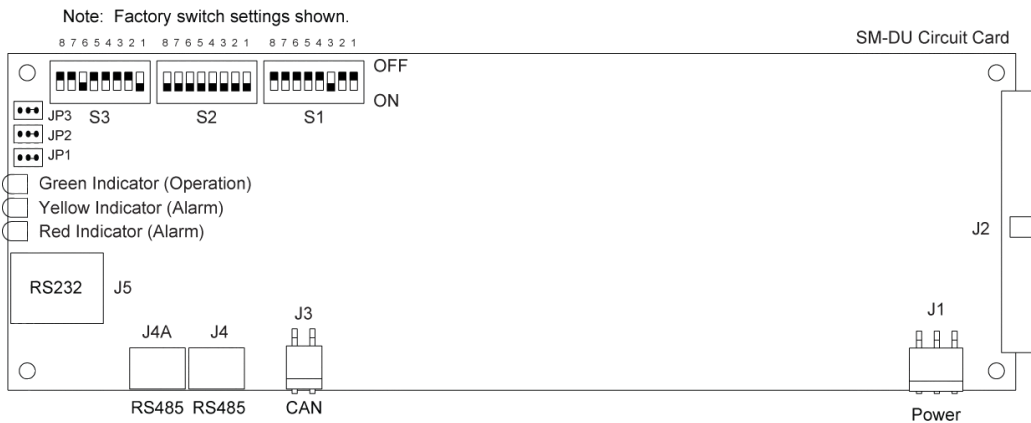 Note: Factory switch settings shown.
8 7 6 5 4 3 2 1 8 7 6 5 4 3 2 1 8 7 6 5 4 3 2 1
SM-DU Circuit Card
OFF
ON
S3 S2 S1
JP3
JP2
JP1
Green Indicator (Operation)
Yellow Indicator (Alarm)
Red Indicator (Alarm)
J2
RS232 J5
J3
J1
J4A J4
RS485 RS485 CAN
Power